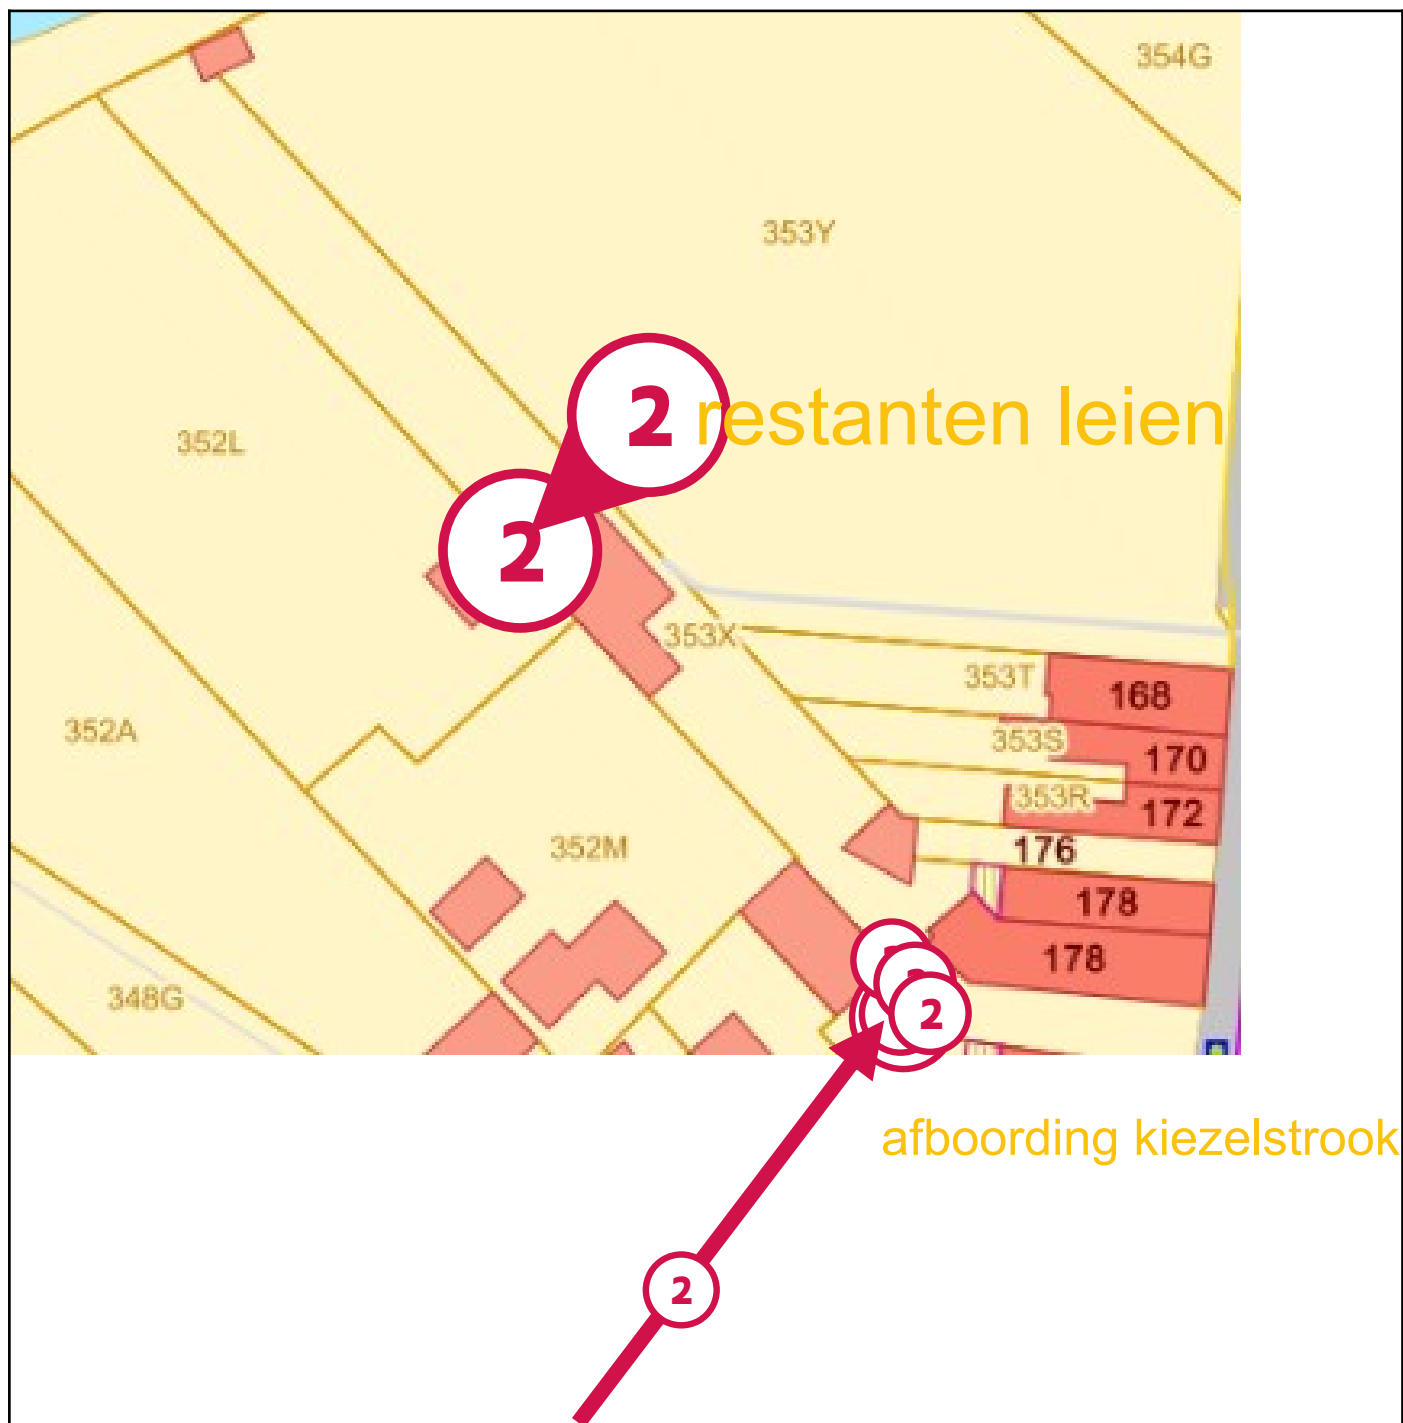 354G
353Y
2 restanten leien
352L
2
353X
353T 168
352A
353S 170
353R 172
352M
176
178
178
348G
2
afboording kiezelstrook
2